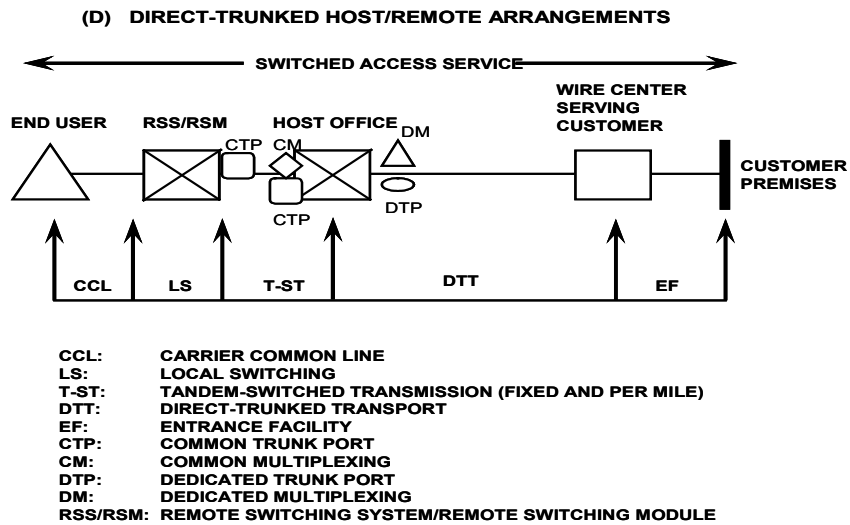 (D) DIRECT-TRUNKED HOST/REMOTE ARRANGEMENTS
SWITCHED ACCESS SERVICE
WIRE CENTER
SERVING
CUSTOMER
END USER RSS/RSM HOST OFFICE
DM
CTP CM
CUSTOMER
PREMISES
CTP DTP
CCL LS T-ST DTT EF
CCL: CARRIER COMMON LINE
LS: LOCAL SWITCHING
T-ST: TANDEM-SWITCHED TRANSMISSION (FIXED AND PER MILE)
DTT: DIRECT-TRUNKED TRANSPORT
EF: ENTRANCE FACILITY
CTP: COMMON TRUNK PORT
CM: COMMON MULTIPLEXING
DTP: DEDICATED TRUNK PORT
DM: DEDICATED MULTIPLEXING
RSS/RSM: REMOTE SWITCHING SYSTEM/REMOTE SWITCHING MODULE